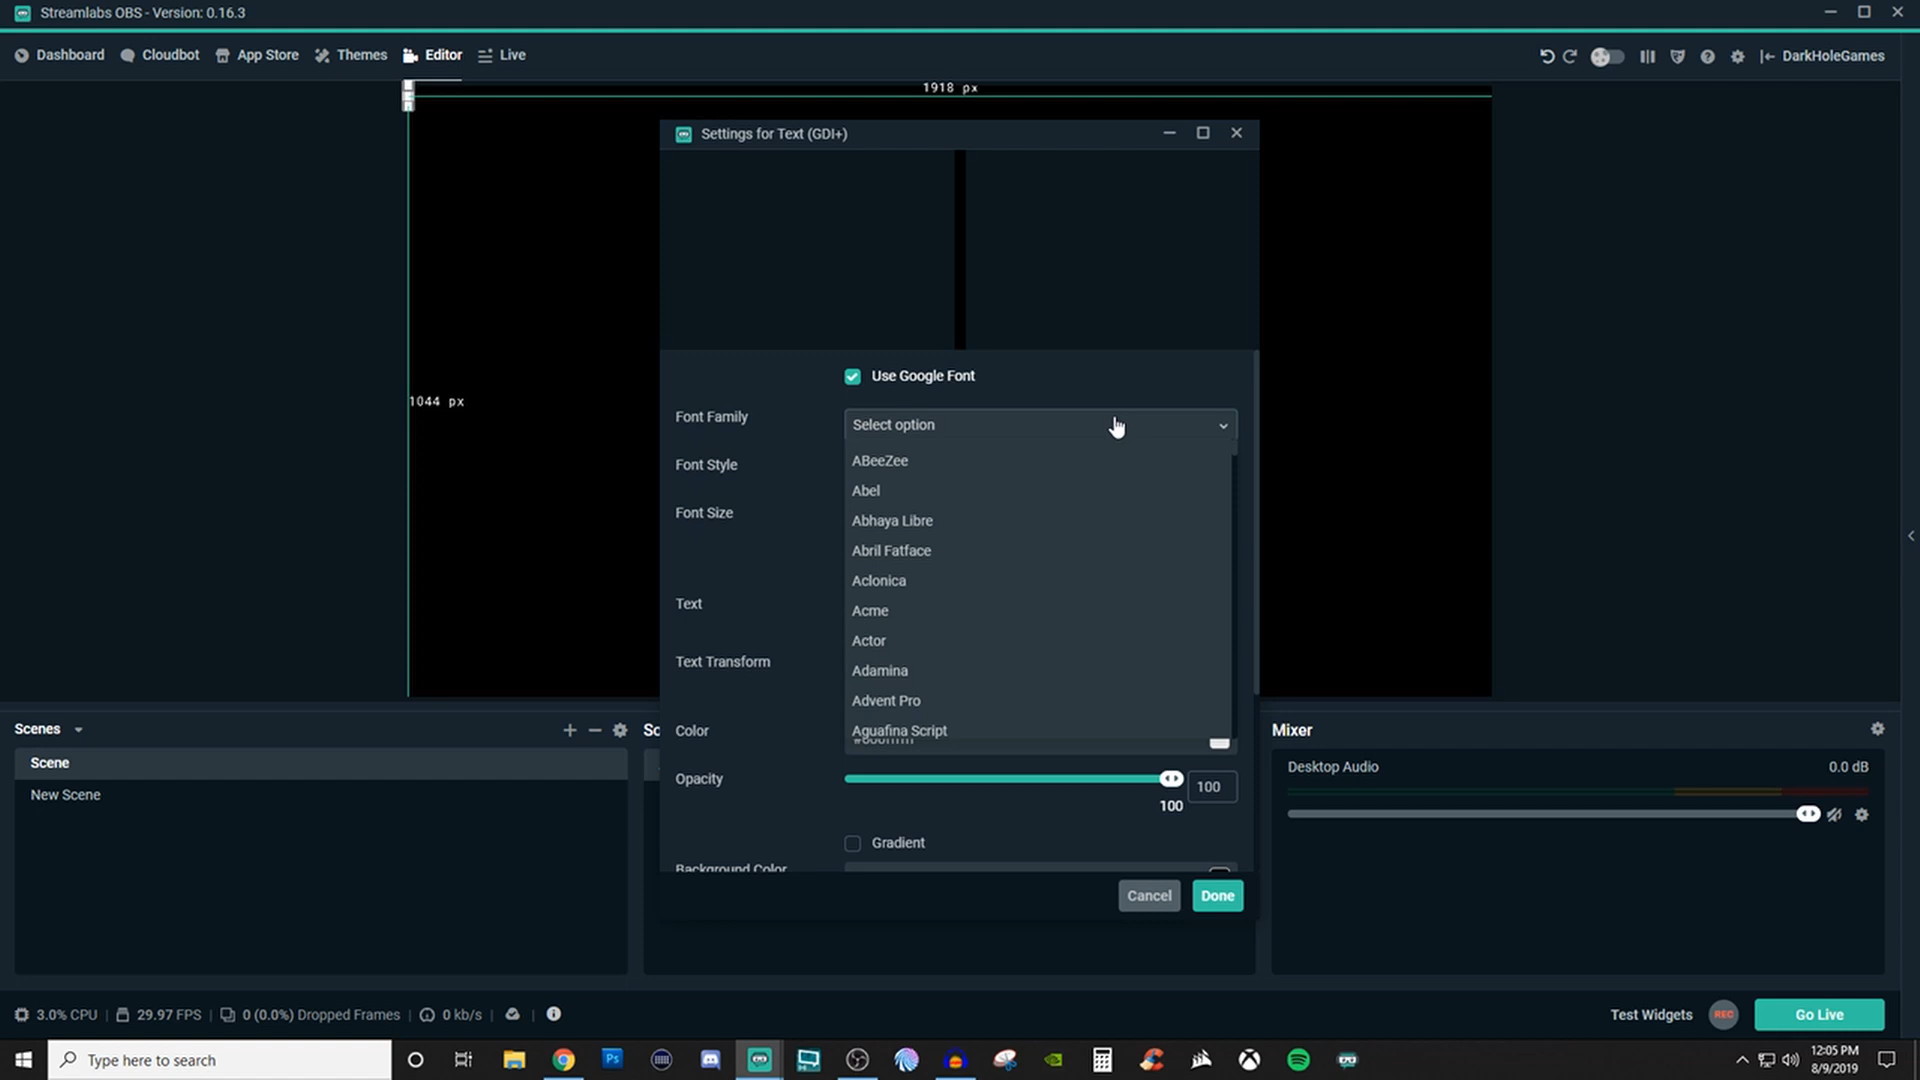 Streamlabs OBS - Version: 0.16.3
Dashboard Cloudbot App Store Themes Editor Live DarkHoleGames
1918 px
Settings for Text (GDI+)
1044 px
Use Google Font
Font Family Select option
ABeeZee
Font Style
Abel
Font Size
Abhaya Libre
Abril Fatface
Aclonica
Text
Acme
Actor
Text Transform
Adamina
Advent Pro
Color
Aguafina Script
Opacity 100
100
Gradient
Background Color
Cancel Done
Scenes
Scene
New Scene
Sc
Mixer
Desktop Audio 0.0 dB
3.0% CPU 29.97 FPS 0 (0.0%) Dropped Frames 0 kb/s
Test Widgets REC Go Live
Type here to search
Ps
12:05 PM
8/9/2019